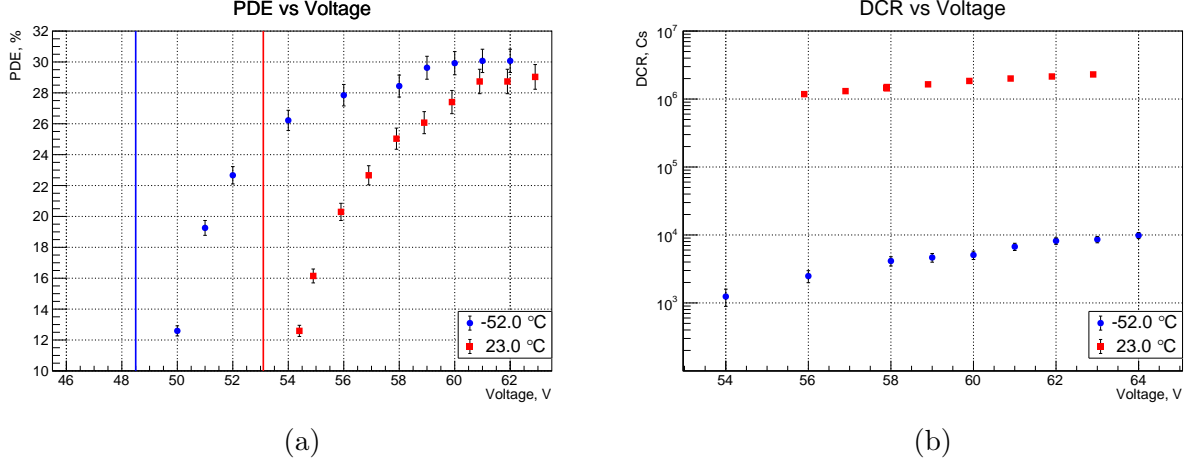 PDE vs Voltage
PDE, %
32
30
28
26
24
22
20
18
16
14
12
10
46 48 50 52 54 56 58 60 62
Voltage, V
-52.0 °C
23.0 °C
(a)
DCR vs Voltage
DCR, Cs
10^7
10^6
10^5
10^4
10^3
54 56 58 60 62 64
Voltage, V
-52.0 °C
23.0 °C
(b)